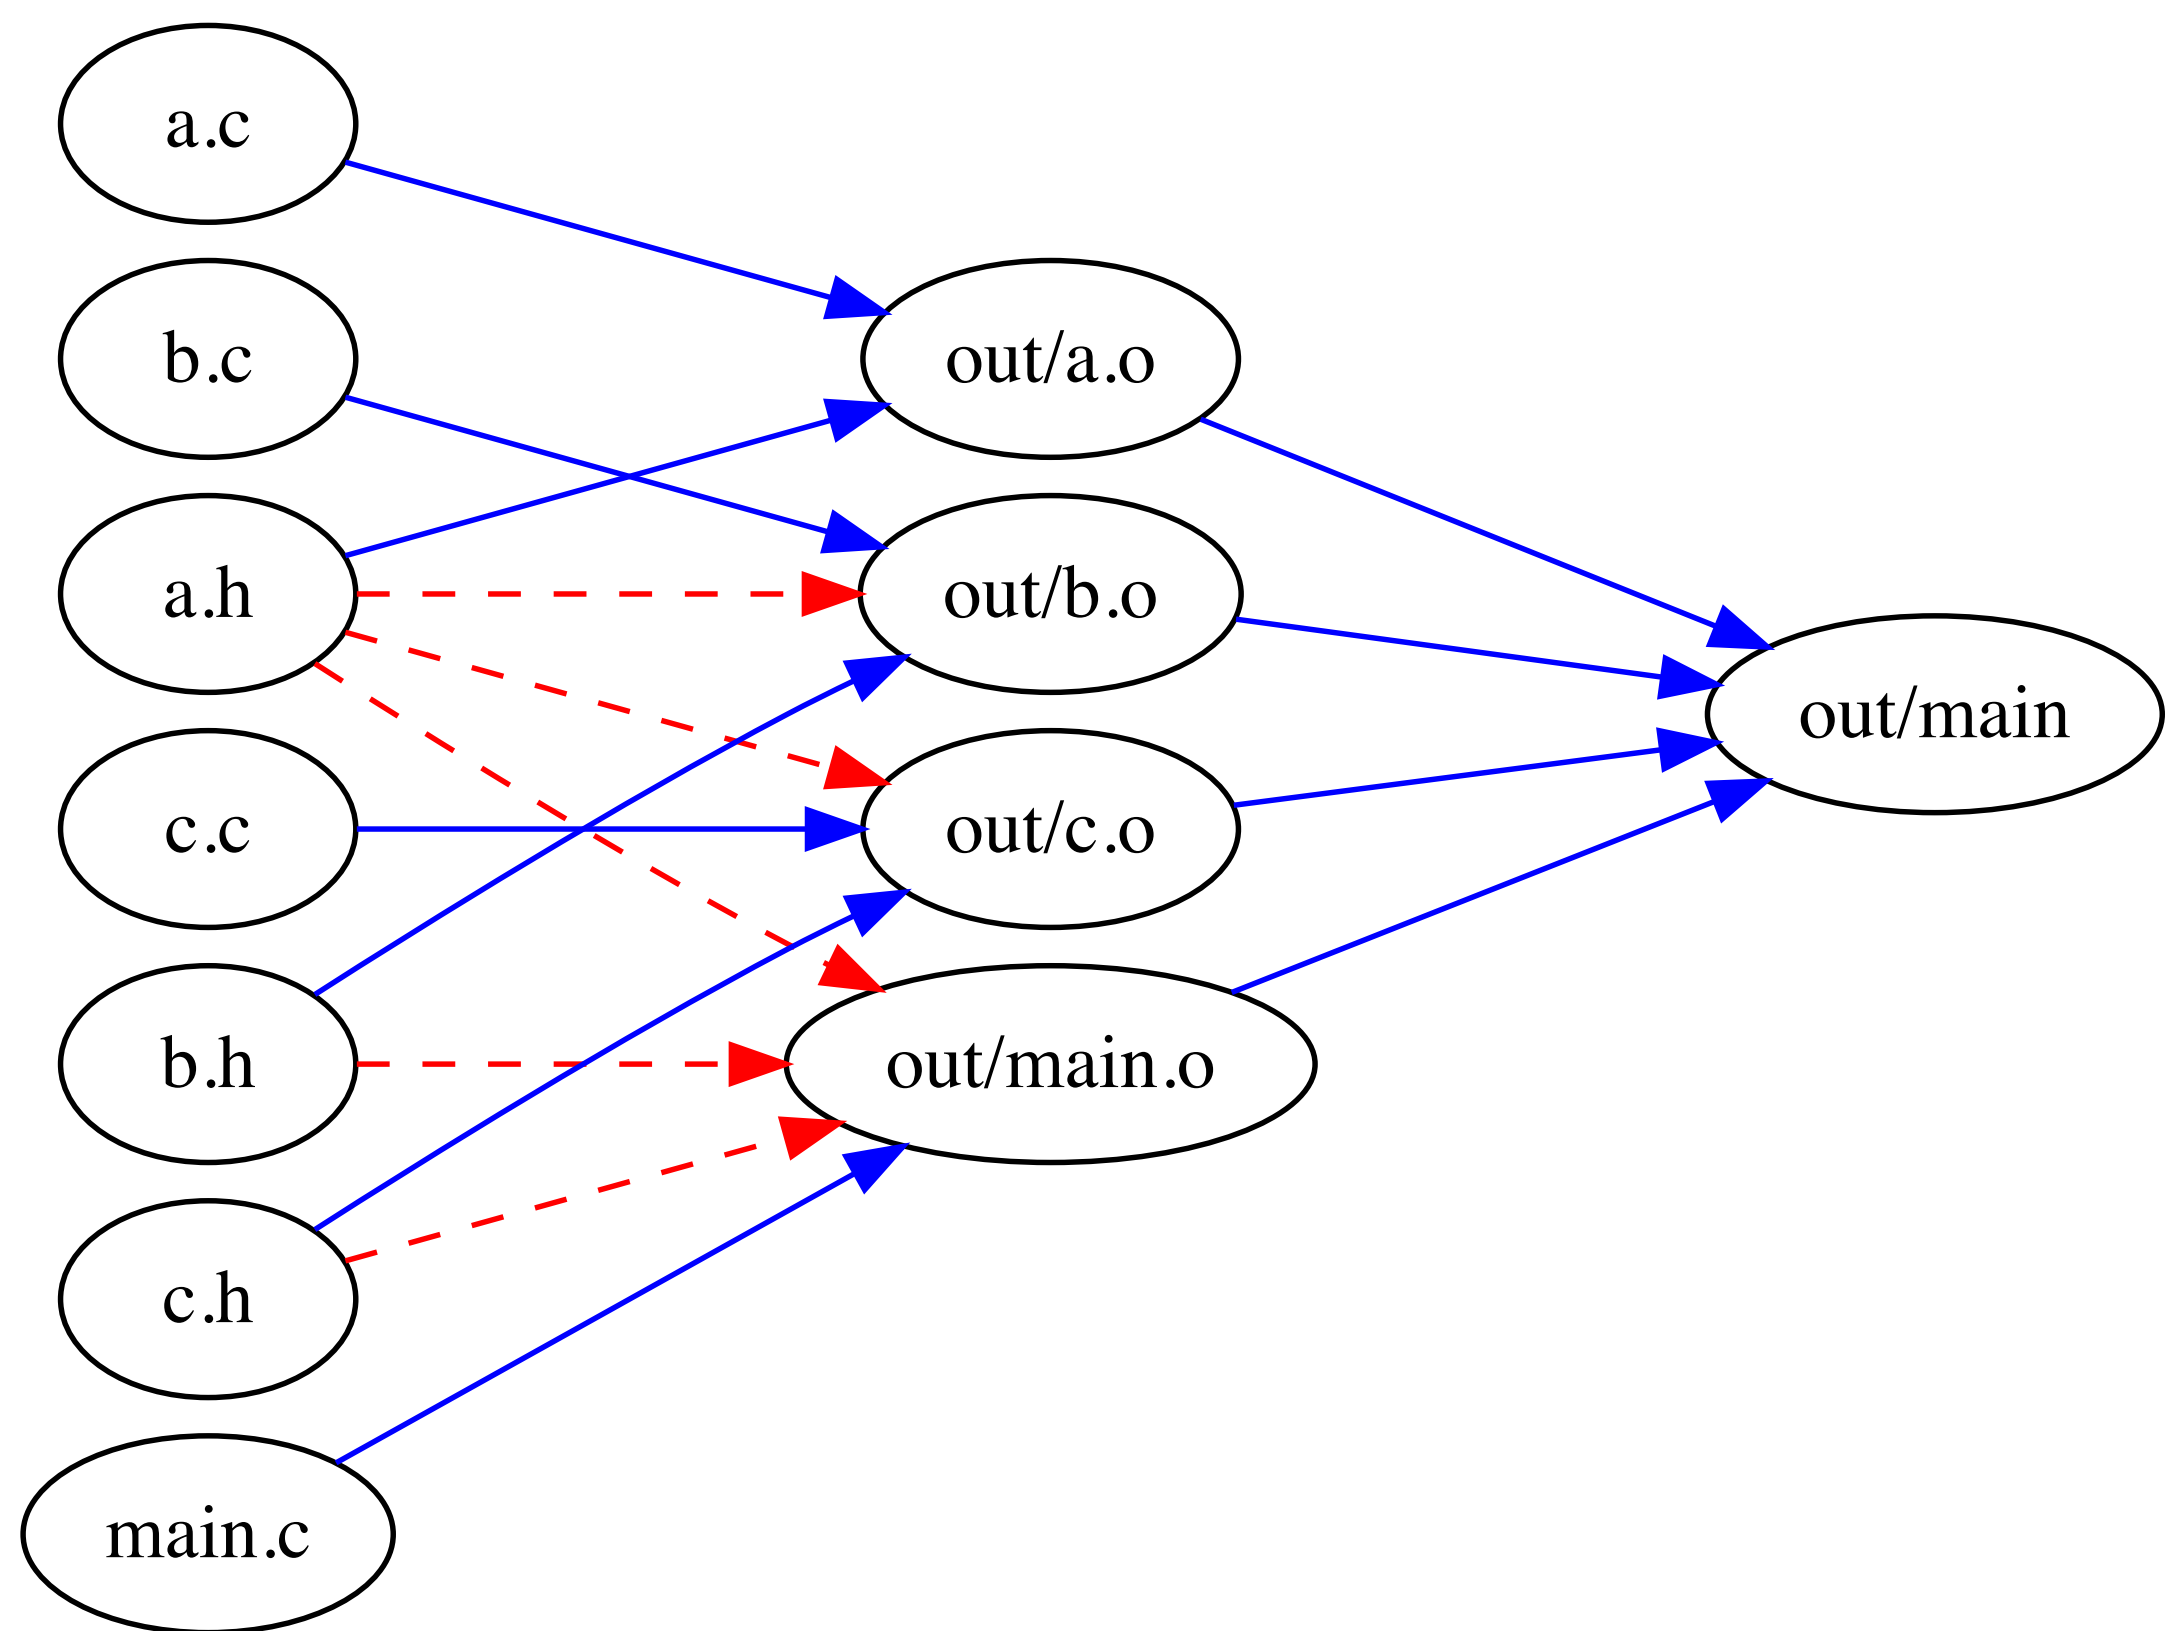 a.c
b.c
a.h
c.c
b.h
c.h
main.c
out/a.o
out/b.o
out/c.o
out/main.o
out/main